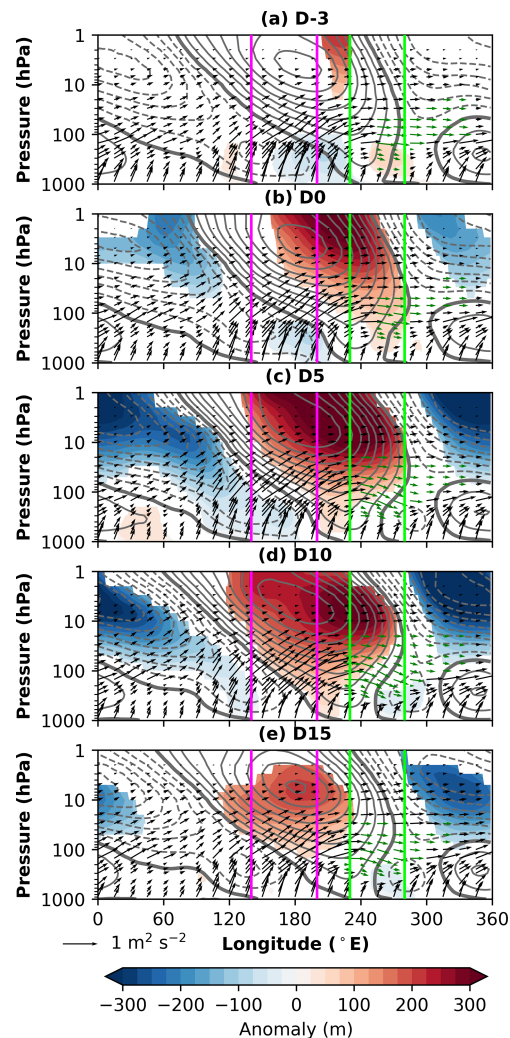 (a) D-3
Pressure (hPa)
1
10
100
1000
(b) D0
Pressure (hPa)
1
10
100
1000
(c) D5
Pressure (hPa)
1
10
100
1000
(d) D10
Pressure (hPa)
1
10
100
1000
(e) D15
Pressure (hPa)
1
10
100
1000
0 60 120 180 240 300 360
1 m² s⁻²
Longitude (°E)
−300 −200 −100 0 100 200 300
Anomaly (m)